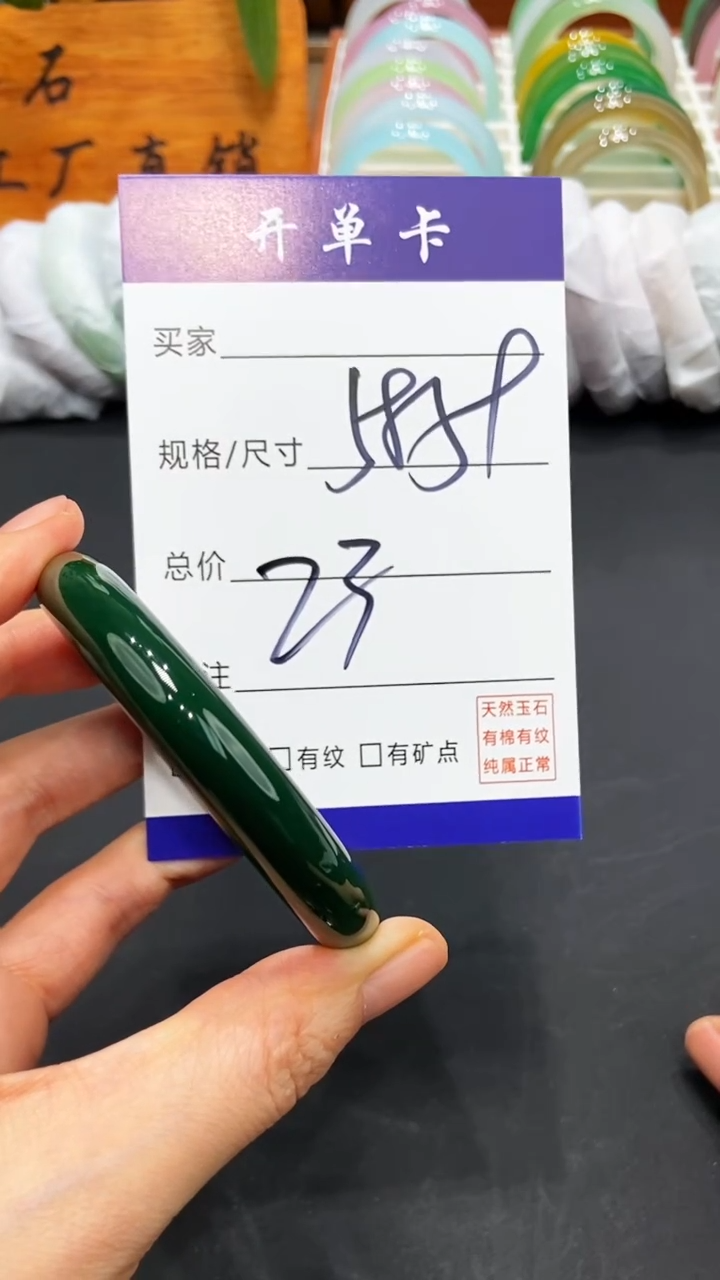 石
工厂直销
开单卡
买家
规格/尺寸
总价 23
注
□有纹 □有矿点
天然玉石
有棉有纹
纯属正常